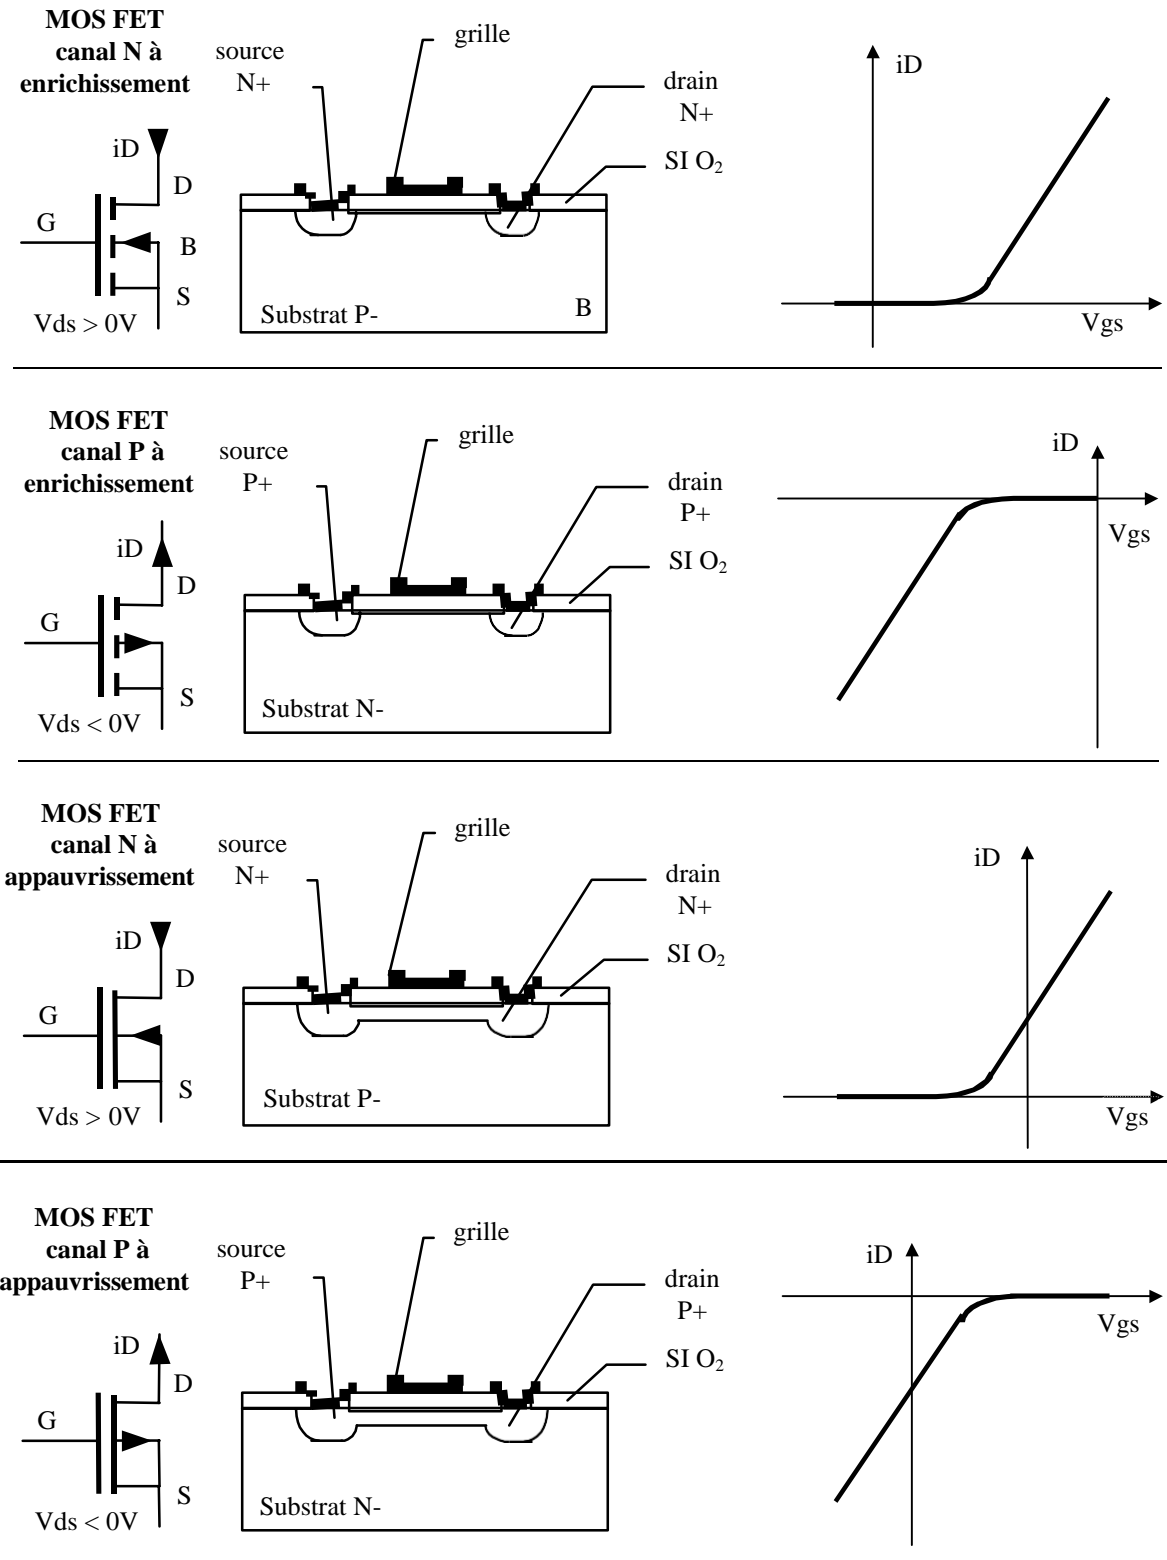 MOS FET
canal N à
enrichissement
source
N+
grille
drain
N+
SI O2
iD
D
G
B
S
Vds > 0V
Substrat P-
B
iD
Vgs
MOS FET
canal P à
enrichissement
source
P+
grille
drain
P+
SI O2
iD
D
G
S
Vds < 0V
Substrat N-
iD
Vgs
MOS FET
canal N à
appauvrissement
source
N+
grille
drain
N+
SI O2
iD
D
G
S
Vds > 0V
Substrat P-
iD
Vgs
MOS FET
canal P à
appauvrissement
source
P+
grille
drain
P+
SI O2
iD
D
G
S
Vds < 0V
Substrat N-
iD
Vgs